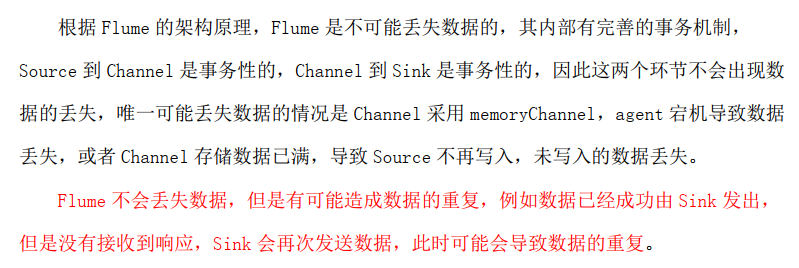 根据 Flume 的架构原理，Flume 是不可能丢失数据的，其内部有完善的事务机制，
Source 到 Channel 是事务性的，Channel 到 Sink 是事务性的，因此这两个环节不会出现数
据的丢失，唯一可能丢失数据的情况是 Channel 采用 memoryChannel，agent 宕机导致数据
丢失，或者 Channel 存储数据已满，导致 Source 不再写入，未写入的数据丢失。
Flume 不会丢失数据，但是有可能造成数据的重复，例如数据已经成功由 Sink 发出，
但是没有接收到响应，Sink 会再次发送数据，此时可能会导致数据的重复。